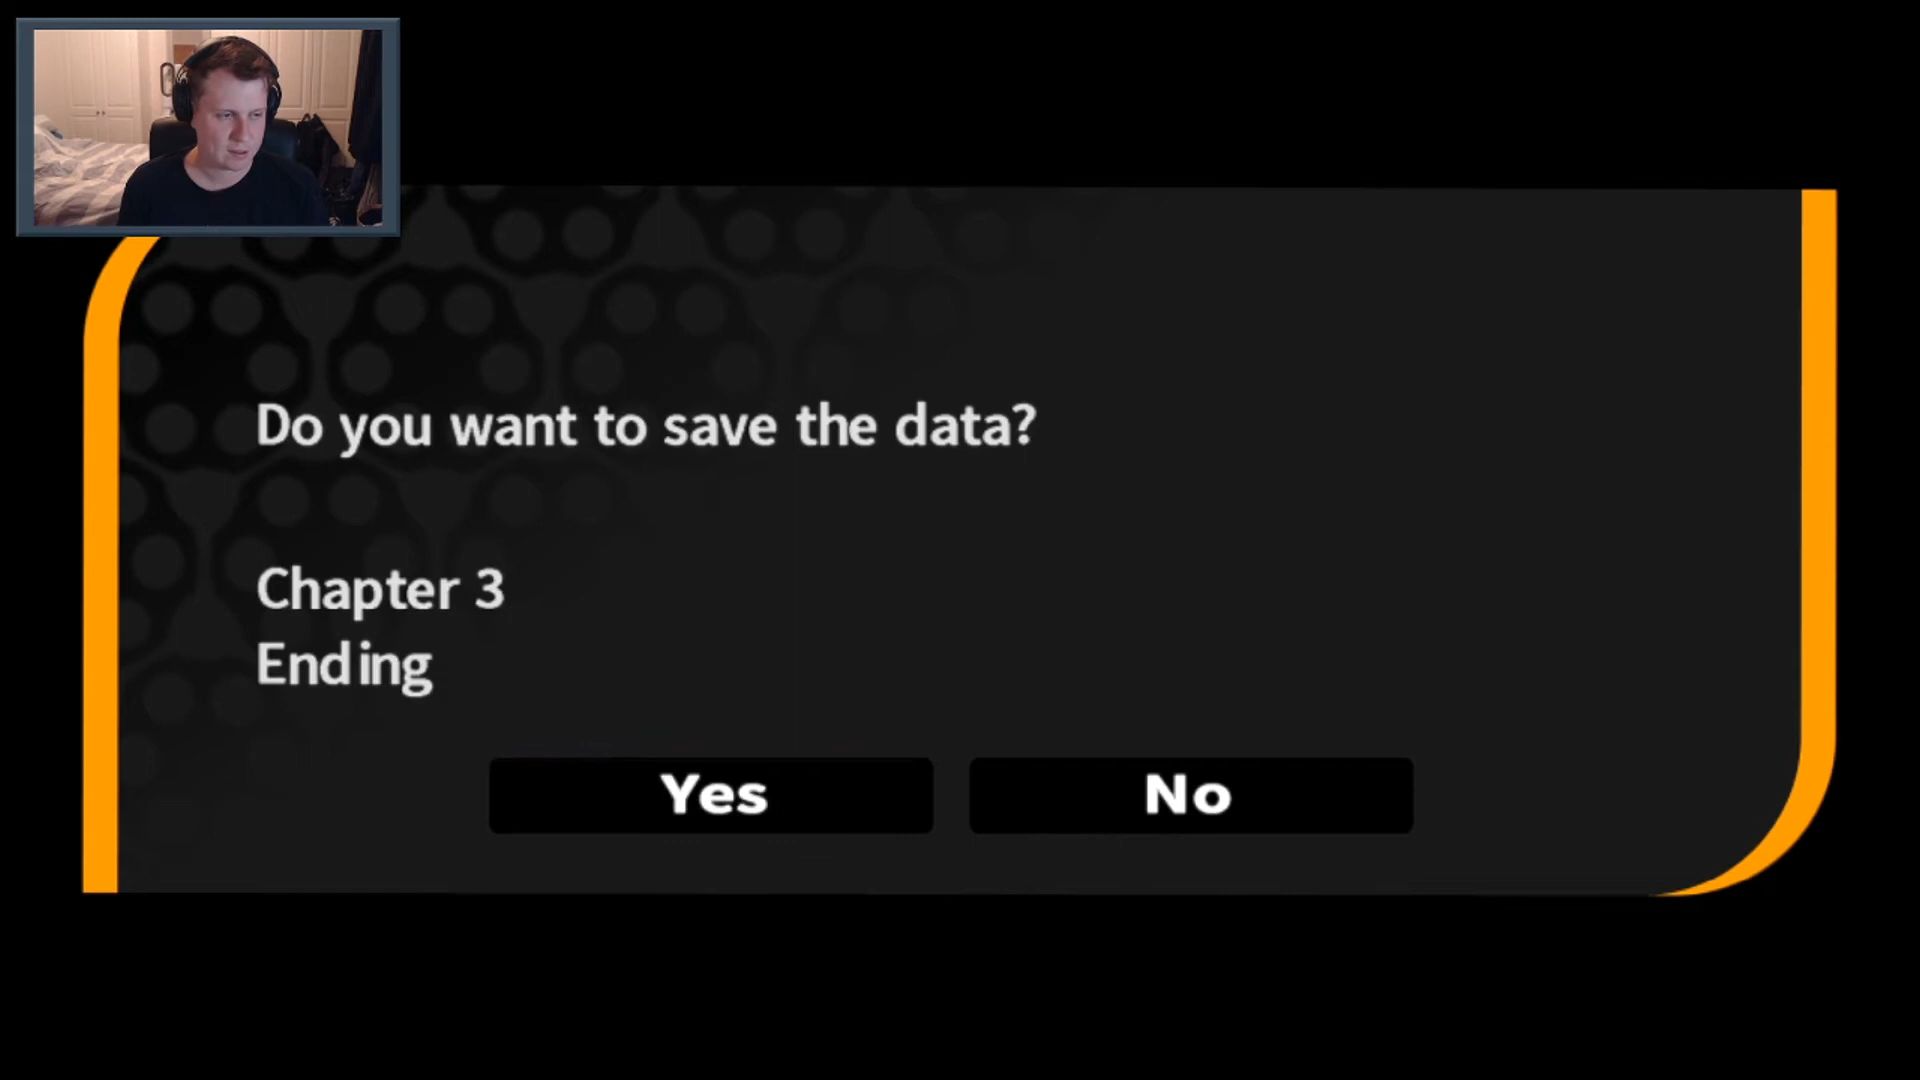 Do you want to save the data?
Chapter 3
Ending
Yes
No